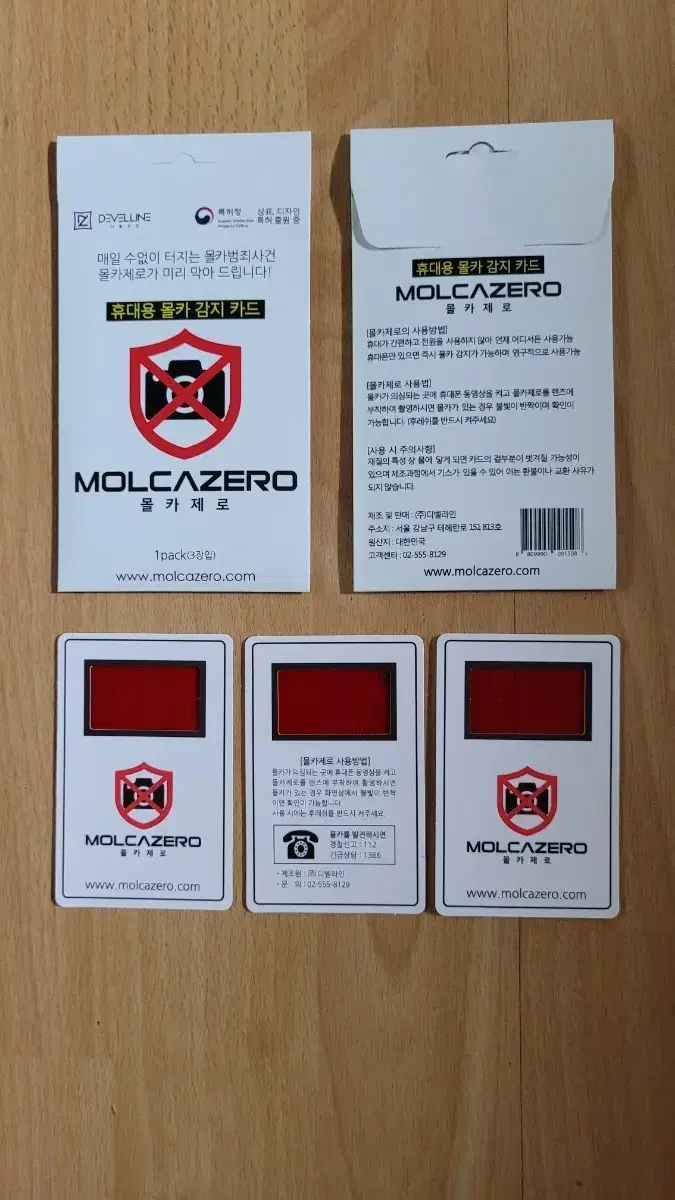 DEVELLINE
디벨라인
특허청
Korean Intellectual
Property Office
상표, 디자인
특허 출원 중
매일 수없이 터지는 몰카범죄사건
몰카제로가 미리 막아 드립니다!
휴대용 몰카 감지 카드
MOLCAZERO
몰카제로
1pack(3장입)
www.molcazero.com
휴대용 몰카 감지 카드
MOLCAZERO
몰카제로
[몰카제로의 사용방법]
휴대가 간편하고 전원을 사용하지 않아 언제 어디서든 사용가능
휴대폰만 있으면 즉시 몰카 감지가 가능하며 영구적으로 사용가능
[몰카제로 사용법]
몰카가 의심되는 곳에 휴대폰 동영상을 켜고 몰카제로를 렌즈에
부착하여 촬영하시면 몰카가 있는 경우 불빛이 반짝이며 확인이
가능합니다. (후레쉬를 반드시 켜주세요)
[사용 시 주의사항]
재질의 특성 상 물에 닿게 되면 카드의 겉부분이 벗겨질 가능성이
있으며 제조과정에서 기스가 있을 수 있어 이는 환불이나 교환 사유가
되지 않습니다.
제조 및 판매 : (주)디벨라인
주소지 : 서울 강남구 테헤란로 151 813호
원산지 : 대한민국
고객센터 : 02-555-8129
8 809990 091508 >
www.molcazero.com
MOLCAZERO
몰카제로
www.molcazero.com
[몰카제로 사용방법]
몰카가 의심되는 곳에 휴대폰 동영상을 켜고
몰카제로를 렌즈에 부착하여 촬영하시면
몰카가 있는 경우 화면상에서 불빛이 반짝
이면 확인이 가능합니다.
사용 시에는 후레쉬를 반드시 켜주세요.
몰카를 발견하시면
경찰신고 : 112
긴급상담 : 1366
· 제조원 : ㈜디벨라인
· 문 의 : 02-555-8129
MOLCAZERO
몰카제로
www.molcazero.com